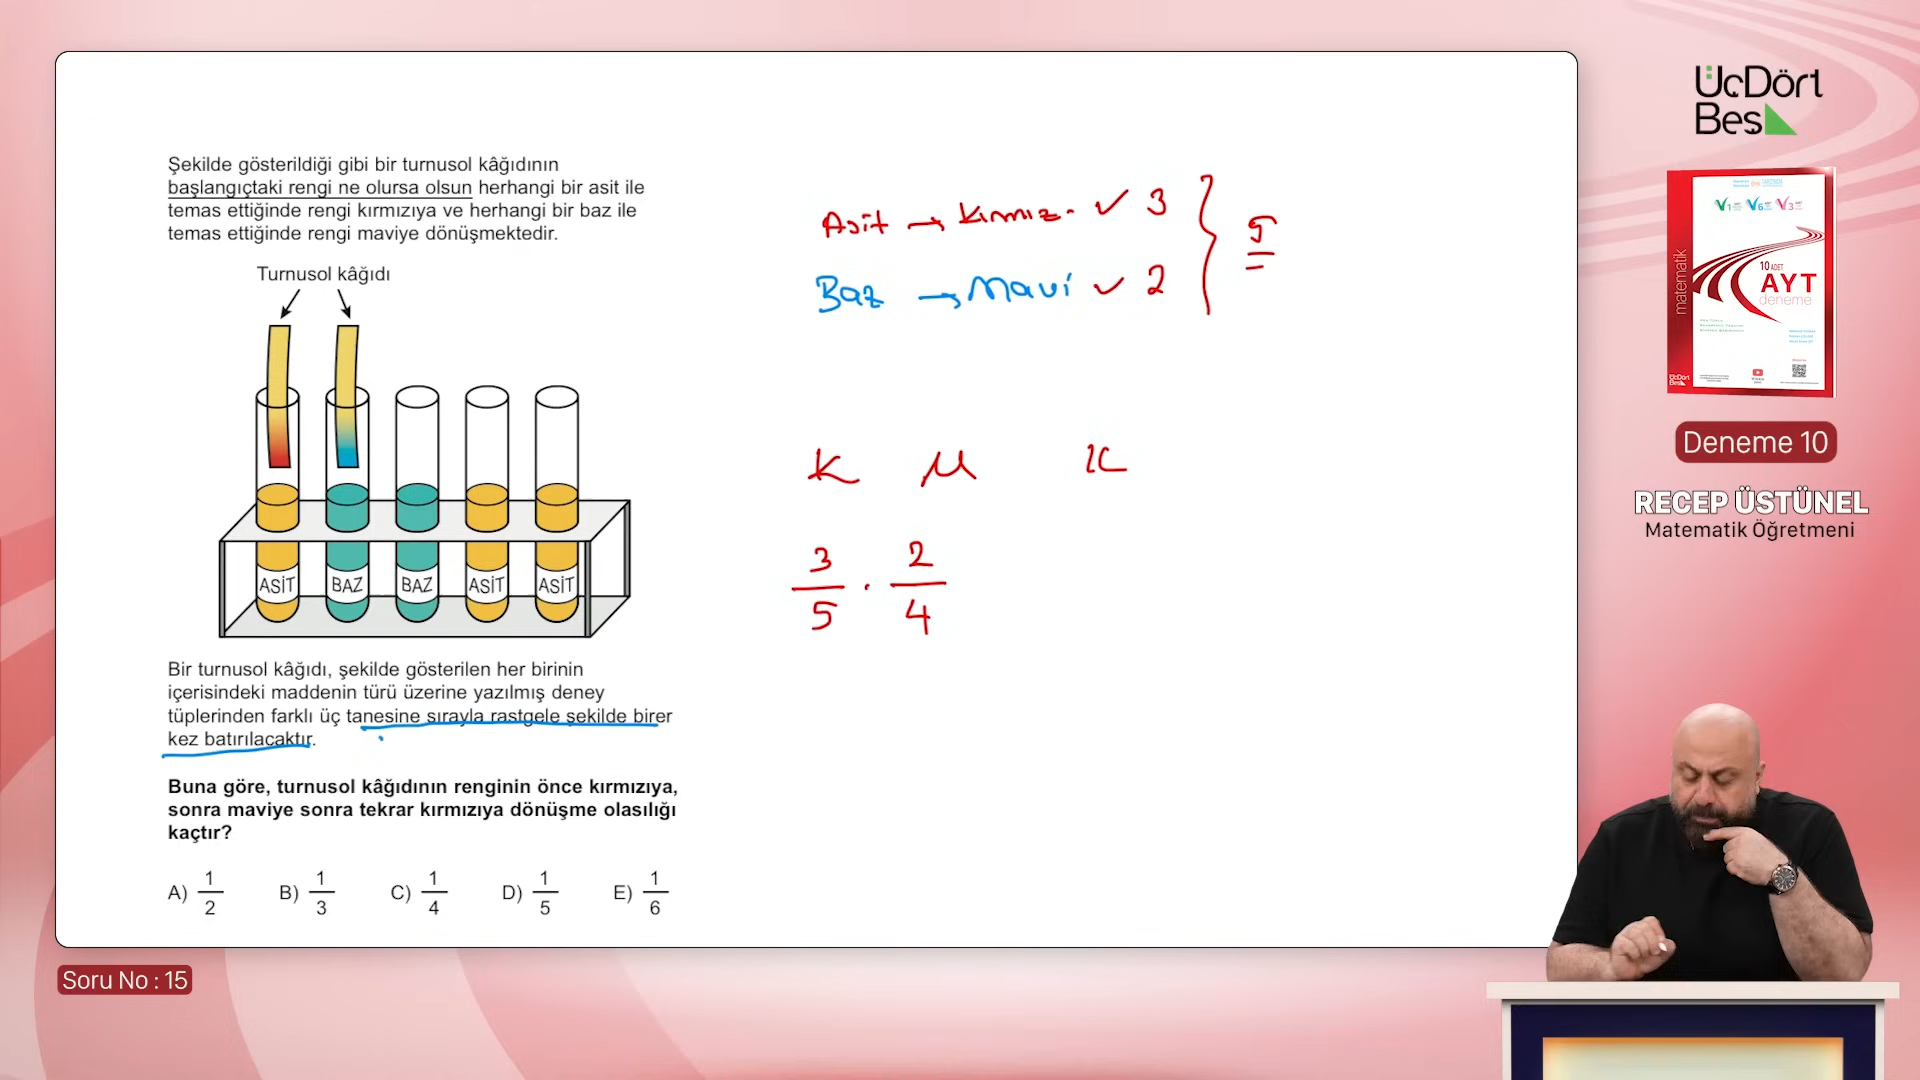 Şekilde gösterildiği gibi bir turnusol kâğıdının
başlangıçtaki rengi ne olursa olsun herhangi bir asit ile
temas ettiğinde rengi kırmızıya ve herhangi bir baz ile
temas ettiğinde rengi maviye dönüşmektedir.
Turnusol kâğıdı
ASİT BAZ BAZ ASİT ASİT
Bir turnusol kâğıdı, şekilde gösterilen her birinin
içerisindeki maddenin türü üzerine yazılmış deney
tüplerinden farklı üç tanesine sırayla rastgele şekilde birer
kez batırılacaktır.
Buna göre, turnusol kâğıdının renginin önce kırmızıya,
sonra maviye sonra tekrar kırmızıya dönüşme olasılığı
kaçtır?
A) 1/2 B) 1/3 C) 1/4 D) 1/5 E) 1/6
Asit → Kırmızı ✓ 3
Baz → Mavi ✓ 2
5
K M K
3/5 · 2/4
ÜçDört
Beş
matematik
10 ADET
AYT
deneme
ÜçDört
Beş
Deneme 10
RECEP ÜSTÜNEL
Matematik Öğretmeni
Soru No : 15